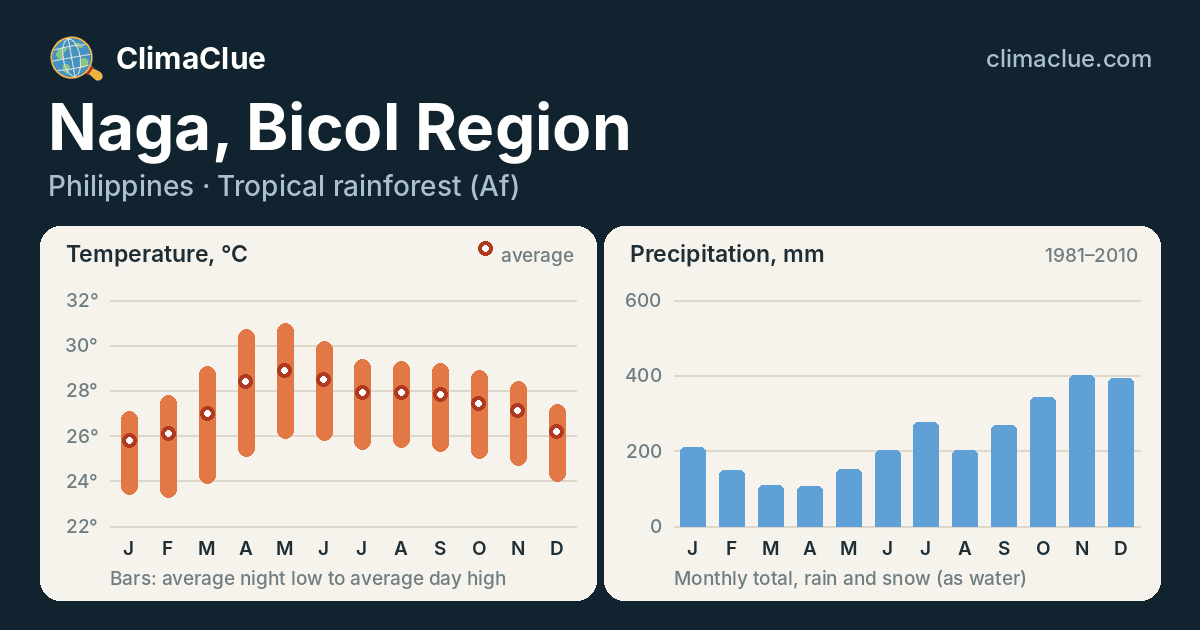 ClimaClue
climaclue.com
Naga, Bicol Region
Philippines · Tropical rainforest (Af)
Temperature, °C
average
32°
30°
28°
26°
24°
22°
J F M A M J J A S O N D
Bars: average night low to average day high
Precipitation, mm
1981–2010
600
400
200
0
J F M A M J J A S O N D
Monthly total, rain and snow (as water)